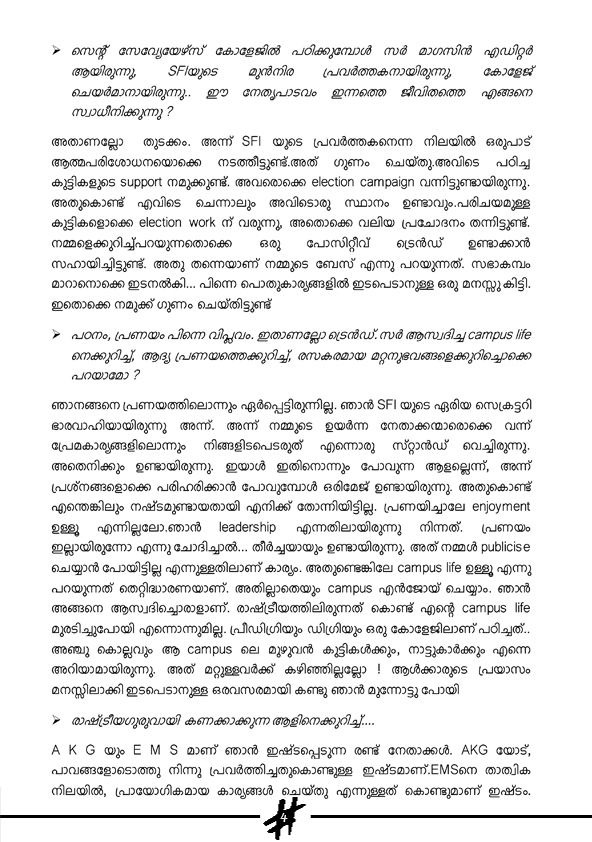 ➢ സെന്റ് സേവ്യേയേഴ്സ് കോളേജിൽ പഠിക്കുമ്പോൾ സർ മാഗസിൻ എഡിറ്റർ
ആയിരുന്നു, SFIയുടെ മുൻനിര പ്രവർത്തകനായിരുന്നു, കോളേജ്
ചെയർമാനായിരുന്നു.. ഈ നേതൃപാടവം ഇന്നത്തെ ജീവിതത്തെ എങ്ങനെ
സ്വാധീനിക്കുന്നു ?
അതാണല്ലോ തുടക്കം. അന്ന് SFI യുടെ പ്രവർത്തകനെന്ന നിലയിൽ ഒരുപാട്
ആത്മപരിശോധനയൊക്കെ നടത്തീട്ടുണ്ട്.അത് ഗുണം ചെയ്തു.അവിടെ പഠിച്ച
കുട്ടികളുടെ support നമുക്കുണ്ട്. അവരൊക്കെ election campaign വന്നിട്ടുണ്ടായിരുന്നു.
അതുകൊണ്ട് എവിടെ ചെന്നാലും അവിടൊരു സ്ഥാനം ഉണ്ടാവും.പരിചയമുള്ള
കുട്ടികളൊക്കെ election work ന് വരുന്നു, അതൊക്കെ വലിയ പ്രചോദനം തന്നിട്ടുണ്ട്.
നമ്മളെക്കുറിച്ച്പറയുന്നതൊക്കെ ഒരു പോസിറ്റീവ് ട്രെൻഡ് ഉണ്ടാക്കാൻ
സഹായിച്ചിട്ടുണ്ട്. അതു തന്നെയാണ് നമ്മുടെ ബേസ് എന്നു പറയുന്നത്. സഭാകമ്പം
മാറാനൊക്കെ ഇടനൽകി... പിന്നെ പൊതുകാര്യങ്ങളിൽ ഇടപെടാനുള്ള ഒരു മനസ്സു കിട്ടി.
ഇതൊക്കെ നമുക്ക് ഗുണം ചെയ്തിട്ടുണ്ട്
➢ പഠനം, പ്രണയം പിന്നെ വിപ്ലവം. ഇതാണല്ലോ ട്രെൻഡ്.സർ ആസ്വദിച്ച campus life
നെക്കുറിച്ച്, ആദ്യ പ്രണയത്തെക്കുറിച്ച്, രസകരമായ മറ്റനുഭവങ്ങളെക്കുറിച്ചൊക്കെ
പറയാമോ ?
ഞാനങ്ങനെ പ്രണയത്തിലൊന്നും ഏർപ്പെട്ടിരുന്നില്ല. ഞാൻ SFI യുടെ ഏരിയ സെക്രട്ടറി
ഭാരവാഹിയായിരുന്നു അന്ന്. അന്ന് നമ്മുടെ ഉയർന്ന നേതാക്കന്മാരൊക്കെ വന്ന്
പ്രേമകാര്യങ്ങളിലൊന്നും നിങ്ങളിടപെടരുത് എന്നൊരു സ്റ്റാൻഡ് വെച്ചിരുന്നു.
അതെനിക്കും ഉണ്ടായിരുന്നു. ഇയാൾ ഇതിനൊന്നും പോവുന്ന ആളല്ലെന്ന്, അന്ന്
പ്രശ്നങ്ങളൊക്കെ പരിഹരിക്കാൻ പോവുമ്പോൾ ഒരിമേജ് ഉണ്ടായിരുന്നു. അതുകൊണ്ട്
എന്തെങ്കിലും നഷ്ടമുണ്ടായതായി എനിക്ക് തോന്നിയിട്ടില്ല. പ്രണയിച്ചാലേ enjoyment
ഉള്ളൂ എന്നില്ലലോ.ഞാൻ leadership എന്നതിലായിരുന്നു നിന്നത്. പ്രണയം
ഇല്ലായിരുന്നോ എന്നു ചോദിച്ചാൽ... തീർച്ചയായും ഉണ്ടായിരുന്നു. അത് നമ്മൾ publicise
ചെയ്യാൻ പോയിട്ടില്ല എന്നുള്ളതിലാണ് കാര്യം. അതുണ്ടെങ്കിലേ campus life ഉള്ളൂ എന്നു
പറയുന്നത് തെറ്റിദ്ധാരണയാണ്. അതില്ലാതെയും campus എൻജോയ് ചെയ്യാം. ഞാൻ
അങ്ങനെ ആസ്വദിച്ചൊരാളാണ്. രാഷ്ട്രീയത്തിലിരുന്നത് കൊണ്ട് എന്റെ campus life
മുരടിച്ചുപോയി എന്നൊന്നുമില്ല. പ്രീഡിഗ്രിയും ഡിഗ്രിയും ഒരു കോളേജിലാണ് പഠിച്ചത്..
അഞ്ചു കൊല്ലവും ആ campus ലെ മുഴുവൻ കുട്ടികൾക്കും, നാട്ടുകാർക്കും എന്നെ
അറിയാമായിരുന്നു. അത് മറ്റുള്ളവർക്ക് കഴിഞ്ഞില്ലല്ലോ ! ആൾക്കാരുടെ പ്രയാസം
മനസ്സിലാക്കി ഇടപെടാനുള്ള ഒരവസരമായി കണ്ടു ഞാൻ മുന്നോട്ടു പോയി
➢ രാഷ്ട്രീയഗുരുവായി കണക്കാക്കുന്ന ആളിനെക്കുറിച്ച്....
A K G യും E M S മാണ് ഞാൻ ഇഷ്ടപ്പെടുന്ന രണ്ട് നേതാക്കൾ. AKG യോട്,
പാവങ്ങളോടൊത്തു നിന്നു പ്രവർത്തിച്ചതുകൊണ്ടുള്ള ഇഷ്ടമാണ്.EMSനെ താത്വിക
നിലയിൽ, പ്രായോഗികമായ കാര്യങ്ങൾ ചെയ്തു എന്നുള്ളത് കൊണ്ടുമാണ് ഇഷ്ടം.
4